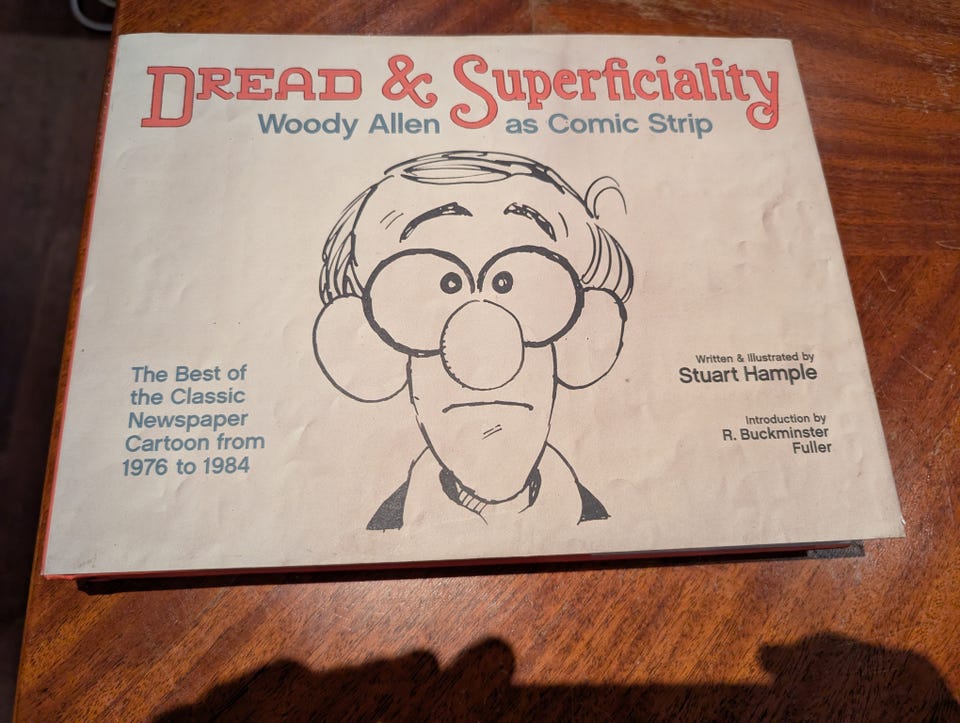 DREAD & Superficiality
Woody Allen as Comic Strip
The Best of
the Classic
Newspaper
Cartoon from
1976 to 1984
Written & Illustrated by
Stuart Hample
Introduction by
R. Buckminster
Fuller